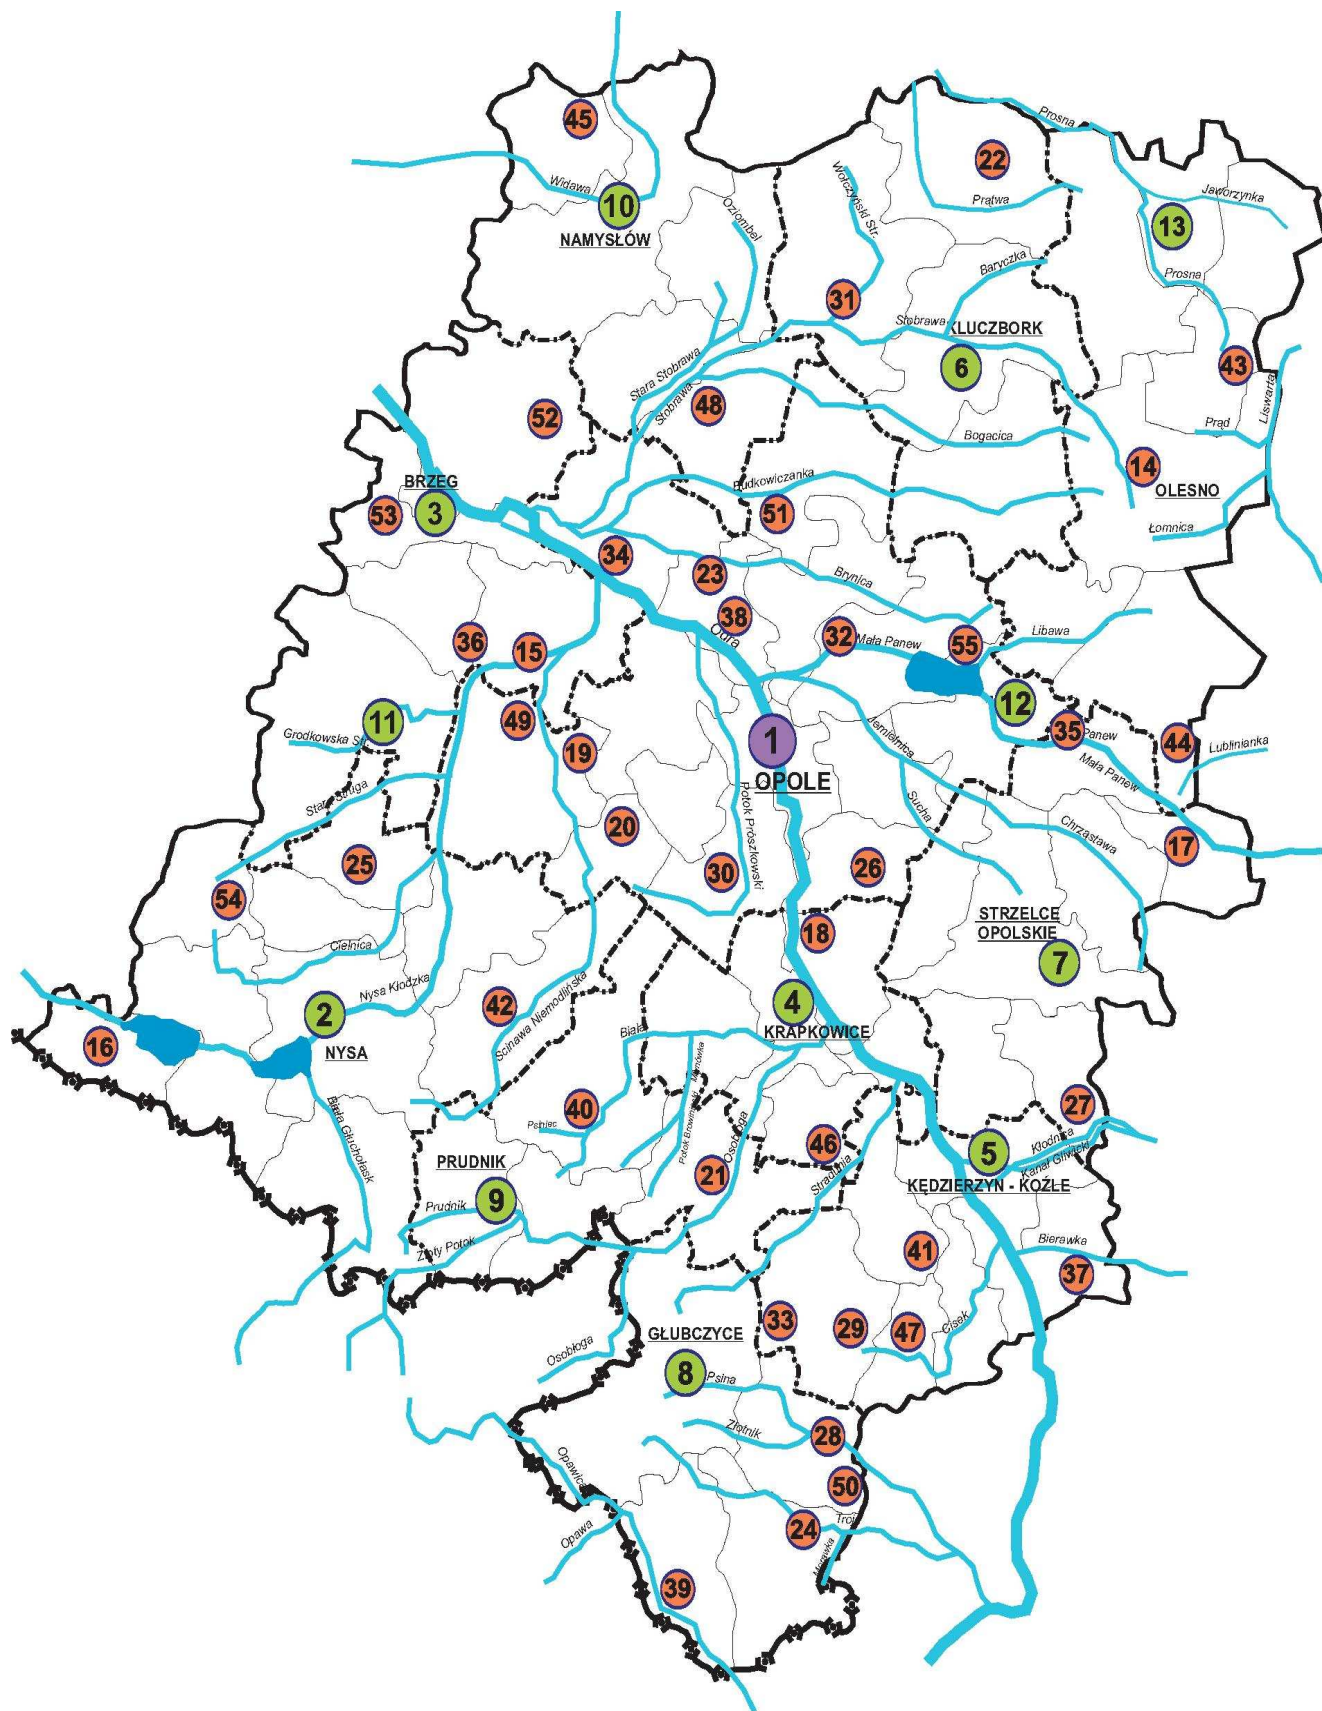 45
Prosna
22
Widawa
10
NAMYSŁÓW
Wołczyński Str.
Prątwa
Jaworzynka
13
Oziombel
Baryczka
Prosna
31
Stobrawa
KLUCZBORK
6
43
Stara Stobrawa
Stobrawa
48
52
Liswarta
Prąd
Bogacica
14
OLESNO
BRZEG
53
3
Budkowiczanka
51
Łomnica
34
23
Brynica
38
Odra
32
Mała Panew
55
Libawa
36
15
12
11
Grodkowska St
49
19
1
OPOLE
Jemielnica
35
Panew
44
Lublinianka
Mała Panew
Stara Struga
Potok Prószkowski
Sucha
Chrząstawa
20
17
25
30
26
54
18
STRZELCE
OPOLSKIE
7
Cielnica
Nysa Kłodzka
2
NYSA
42
Ścinawa Niemodlińska
4
KRAPKOWICE
16
Biała
Biała Głuchołask
40
Potok Browiniecki
Osobłoga
46
Stradunia
27
Kłodnica
Kanał Gliwicki
5
KĘDZIERZYN - KOŹLE
PRUDNIK
9
Prudnik
Złoty Potok
21
41
Bierawka
37
33
29
47
Cisek
GŁUBCZYCE
8
Psina
Osobłoga
Złotnik
28
Opawica
50
24
Troja
Opawa
39